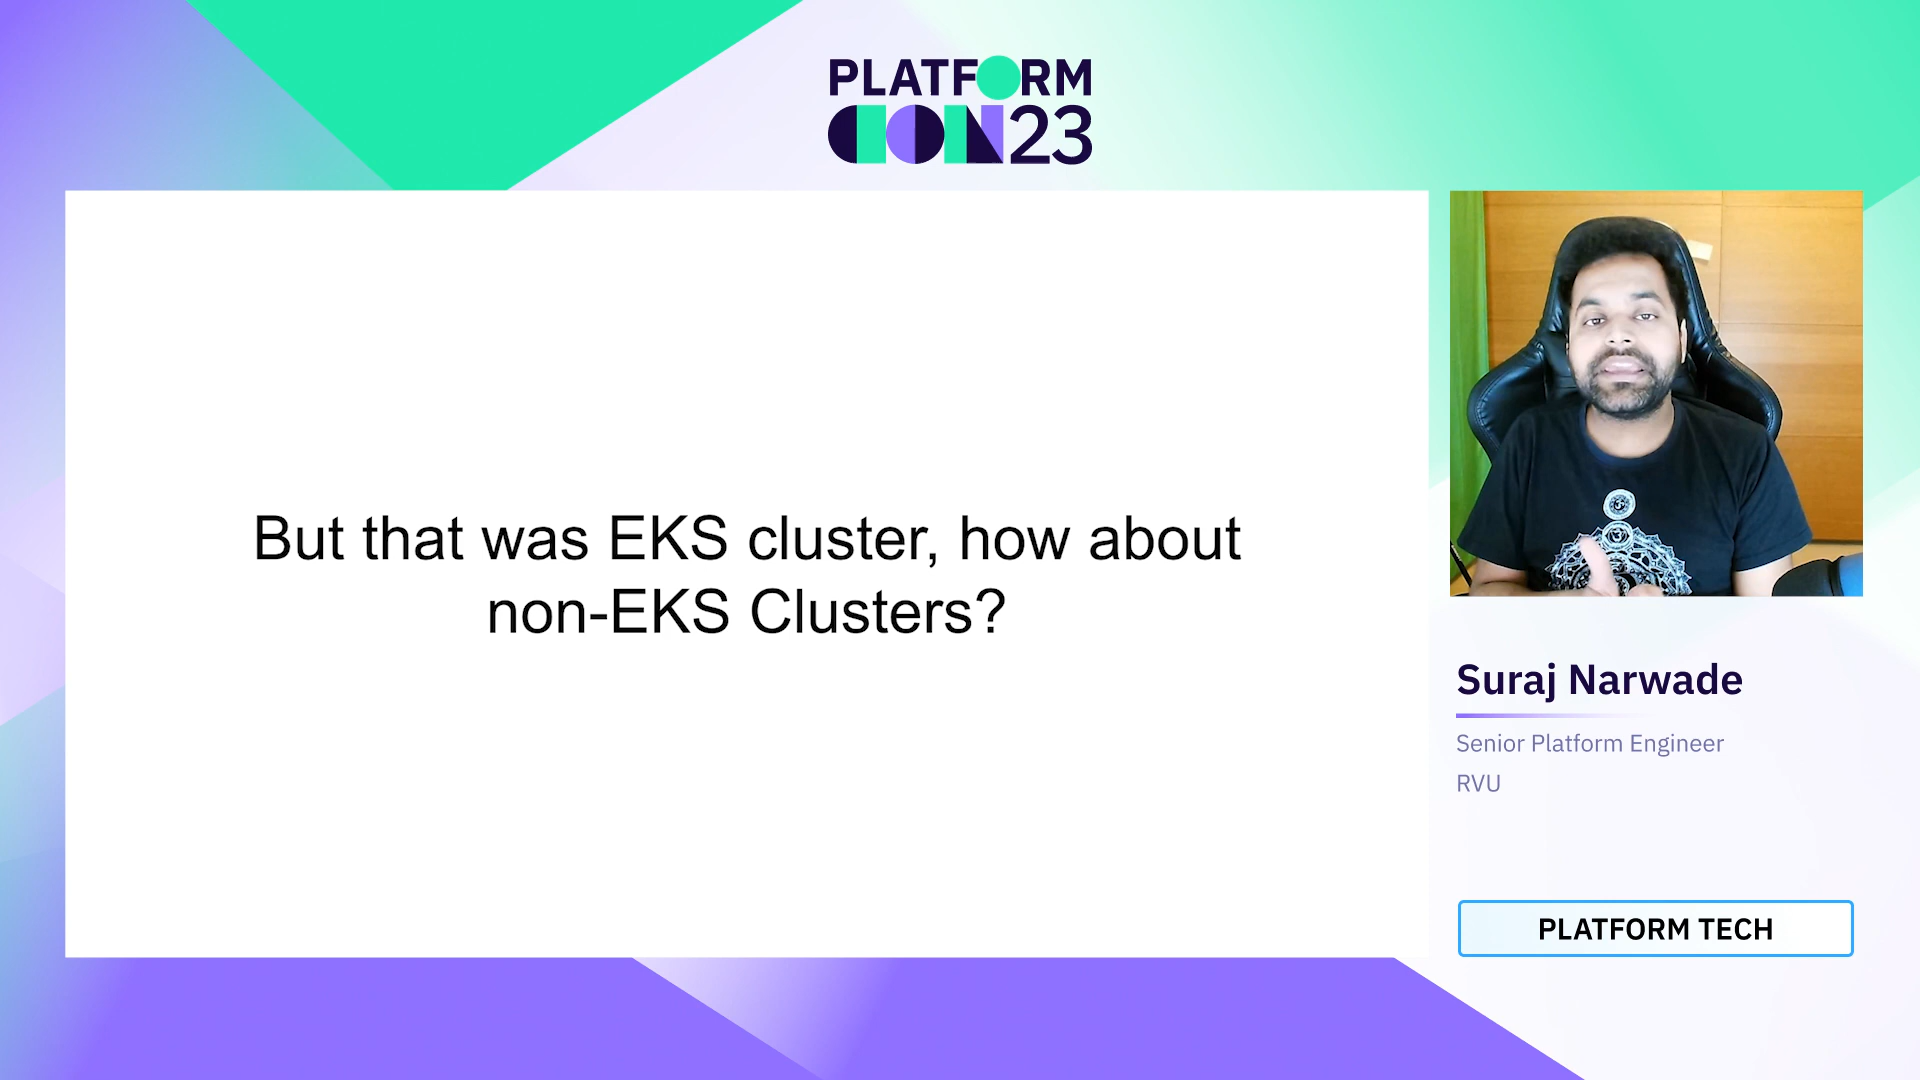 PLATFORM
CON23
But that was EKS cluster, how about
non-EKS Clusters?
Suraj Narwade
Senior Platform Engineer
RVU
PLATFORM TECH